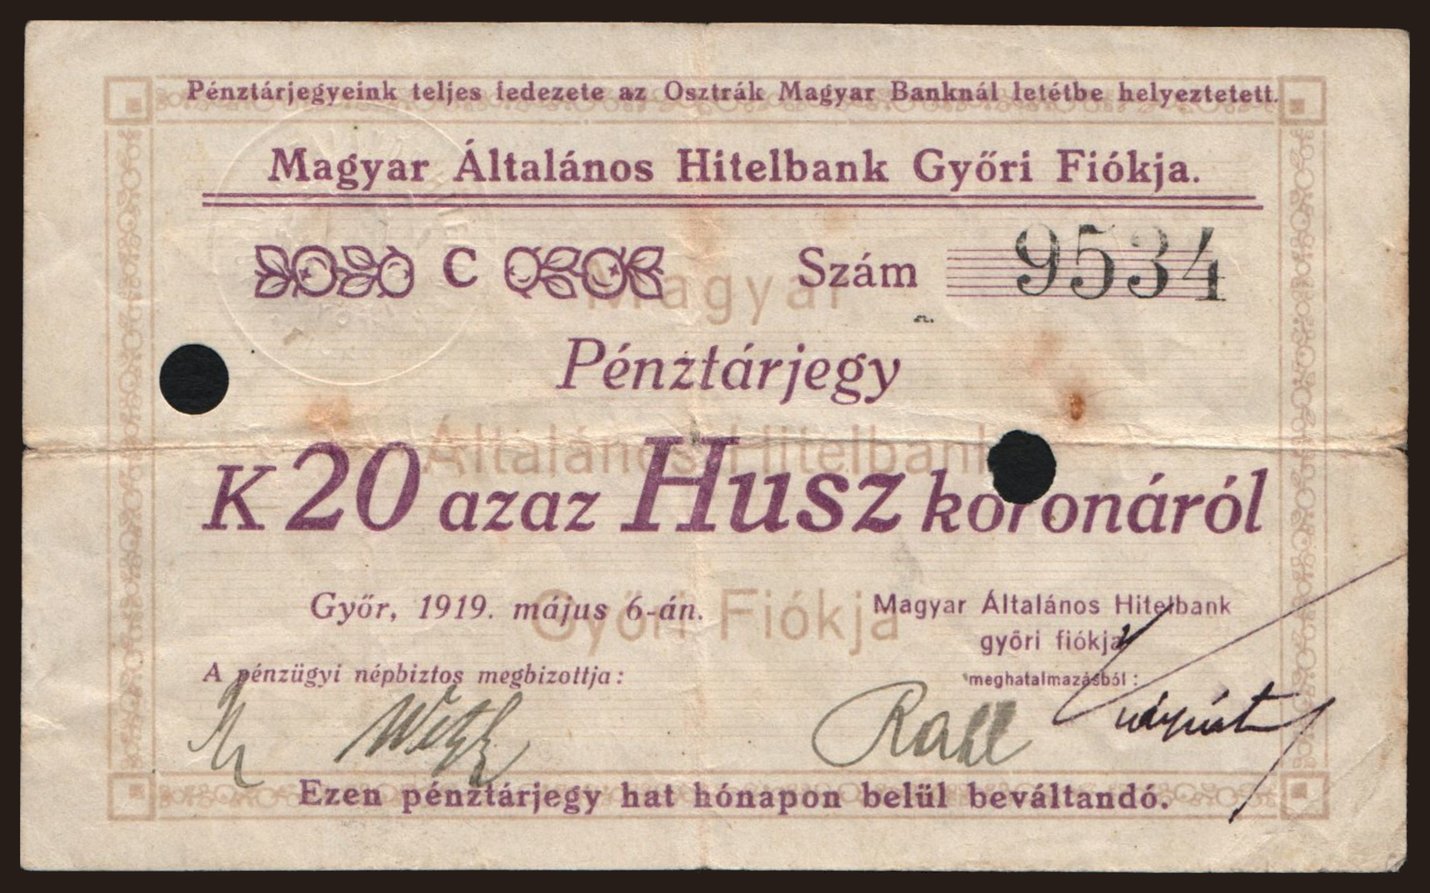 Pénztárjegyeink teljes fedezete az Osztrák Magyar Banknál letétbe helyeztetett.
Magyar Általános Hitelbank Győri Fiókja.
C Szám 9534
Magyar
Pénztárjegy
Általános Hitelbank
K 20 azaz Husz koronáról
Győr, 1919. május 6-án.
Győri Fiókja
Magyar Általános Hitelbank
győri fiókja
A pénzügyi népbiztos megbizottja:
meghatalmazásból:
Ezen pénztárjegy hat hónapon belül beváltandó.